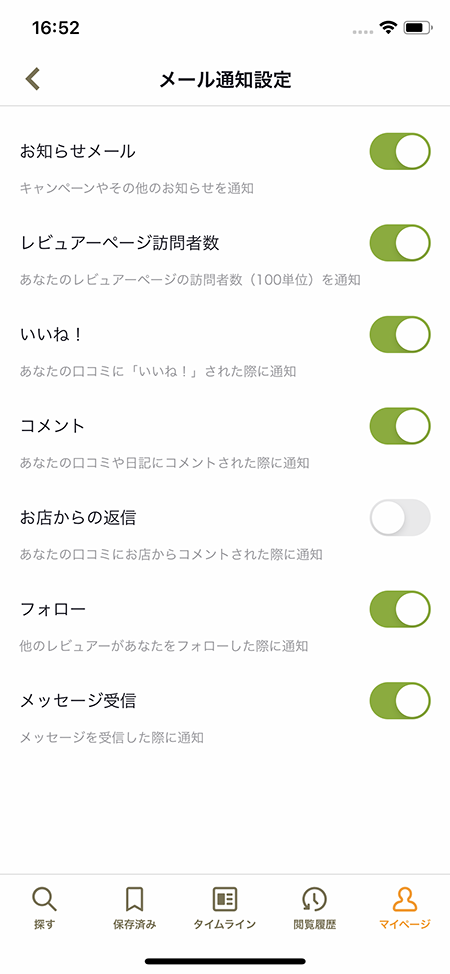 16:52
メール通知設定
お知らせメール
キャンペーンやその他のお知らせを通知
レビュアーページ訪問者数
あなたのレビュアーページの訪問者数（100単位）を通知
いいね！
あなたの口コミに「いいね！」された際に通知
コメント
あなたの口コミや日記にコメントされた際に通知
お店からの返信
あなたの口コミにお店からコメントされた際に通知
フォロー
他のレビュアーがあなたをフォローした際に通知
メッセージ受信
メッセージを受信した際に通知
探す 保存済み タイムライン 閲覧履歴 マイページ